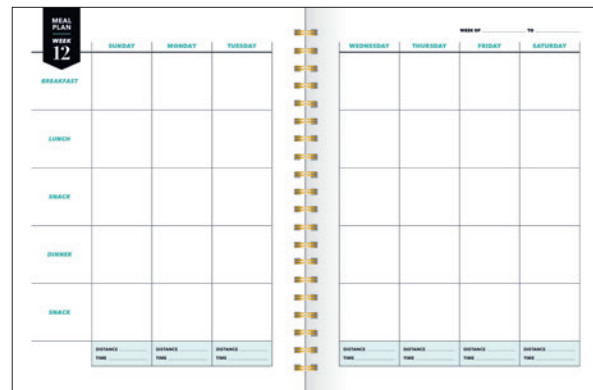 MEAL
PLAN
WEEK
12
SUNDAY MONDAY TUESDAY
BREAKFAST
LUNCH
SNACK
DINNER
SNACK
DISTANCE DISTANCE DISTANCE
TIME TIME TIME
WEEK OF TO
WEDNESDAY THURSDAY FRIDAY SATURDAY
DISTANCE DISTANCE DISTANCE DISTANCE
TIME TIME TIME TIME